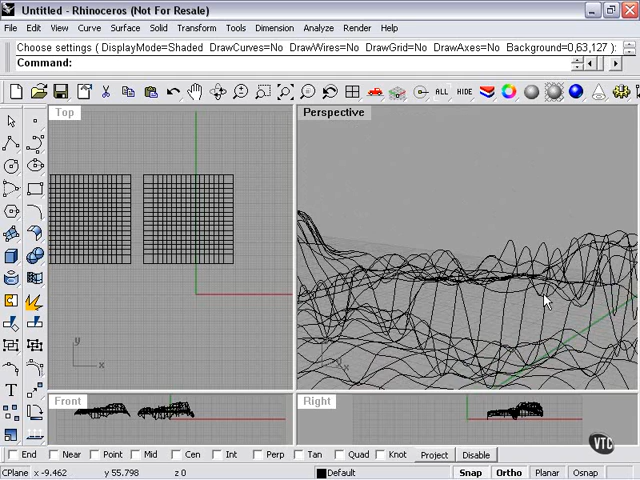 Untitled - Rhinoceros (Not For Resale)
File Edit View Curve Surface Solid Transform Tools Dimension Analyze Render Help
Choose settings ( DisplayMode=Shaded DrawCurves=No DrawWires=No DrawGrid=No DrawAxes=No Background=0,63,127 ):
Command:
ALL HIDE
Top
Perspective
y
x
y
x
T
Front
Right
VTC
End Near Point Mid Cen Int Perp Tan Quad Knot Project Disable
CPlane x -9.462 y 55.798 z 0 Default Snap Ortho Planar Osnap